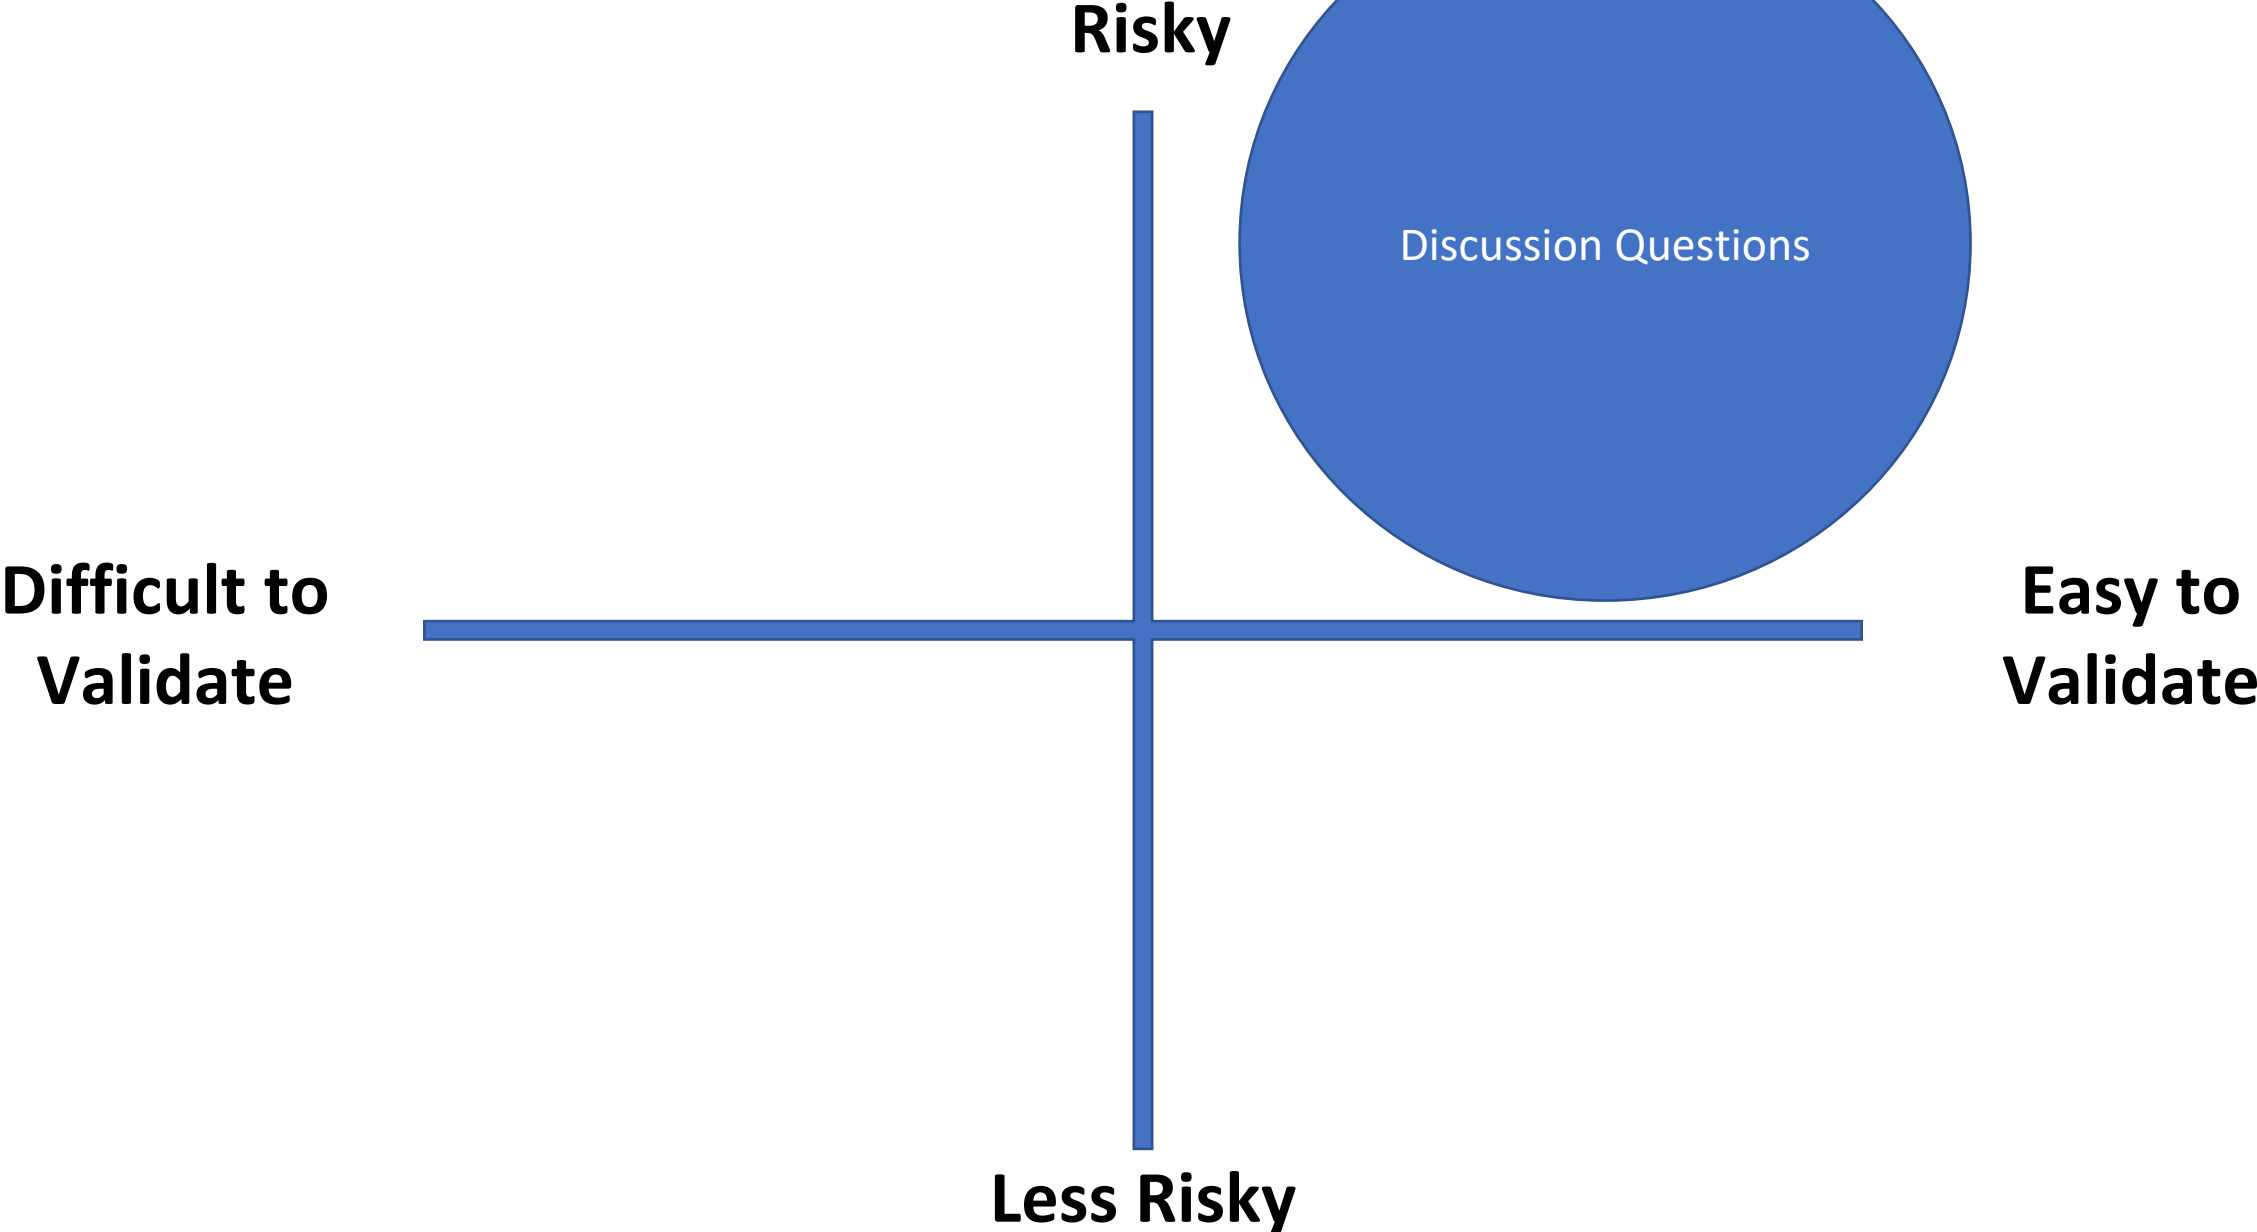 Risky
Discussion Questions
Difficult to
Validate
Easy to
Validate
Less Risky